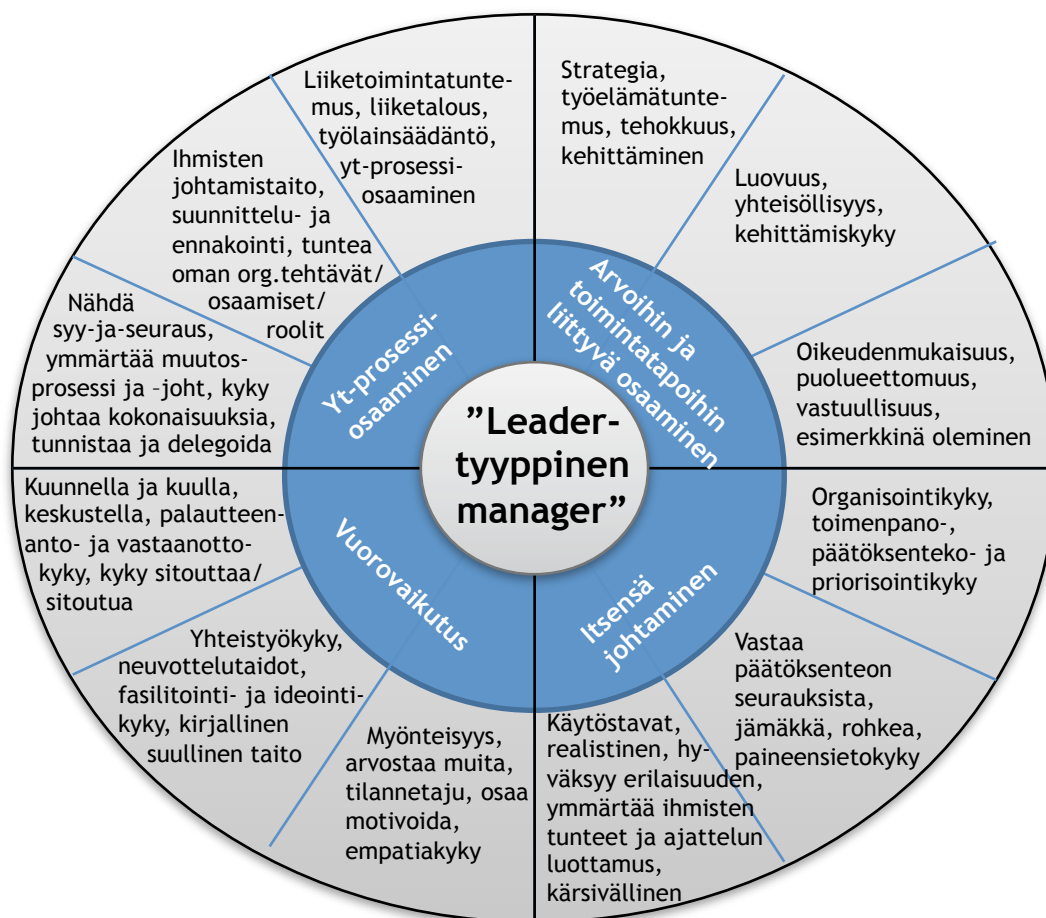 Liiketoimintatunte-
mus, liiketalous,
työlainsäädäntö,
yt-prosessi-
osaaminen
Strategia,
työelämätunte-
mus, tehokkuus,
kehittäminen
Ihmisten
johtamistaito,
suunnittelu- ja
ennakointi, tuntea
oman org.tehtävät/
osaamiset/
roolit
Luovuus,
yhteisöllisyys,
kehittämiskyky
Nähdä
syy-ja-seuraus,
ymmärtää muutos-
prosessi ja -joht, kyky
johtaa kokonaisuuksia,
tunnistaa ja delegoida
Oikeudenmukaisuus,
puolueettomuus,
vastuullisuus,
esimerkkinä oleminen
Yt-prosessi-
osaaminen
Arvoihin ja
toimintatapoihin
liittyvä osaaminen
”Leader-
tyyppinen
manager”
Vuorovaikutus
Itsensä
johtaminen
Kuunnella ja kuulla,
keskustella, palautteen-
anto- ja vastaanotto-
kyky, kyky sitouttaa/
sitoutua
Organisointikyky,
toimenpano-,
päätöksenteko- ja
priorisointikyky
Yhteistyökyky,
neuvottelutaidot,
fasilitointi- ja ideointi-
kyky, kirjallinen
suullinen taito
Vastaa
päätöksenteon
seurauksista,
jämäkkä, rohkea,
paineensietokyky
Myönteisyys,
arvostaa muita,
tilannetaju, osaa
motivoida,
empatiakyky
Käytöstavat,
realistinen, hy-
väksyy erilaisuuden,
ymmärtää ihmisten
tunteet ja ajattelun
luottamus,
kärsivällinen